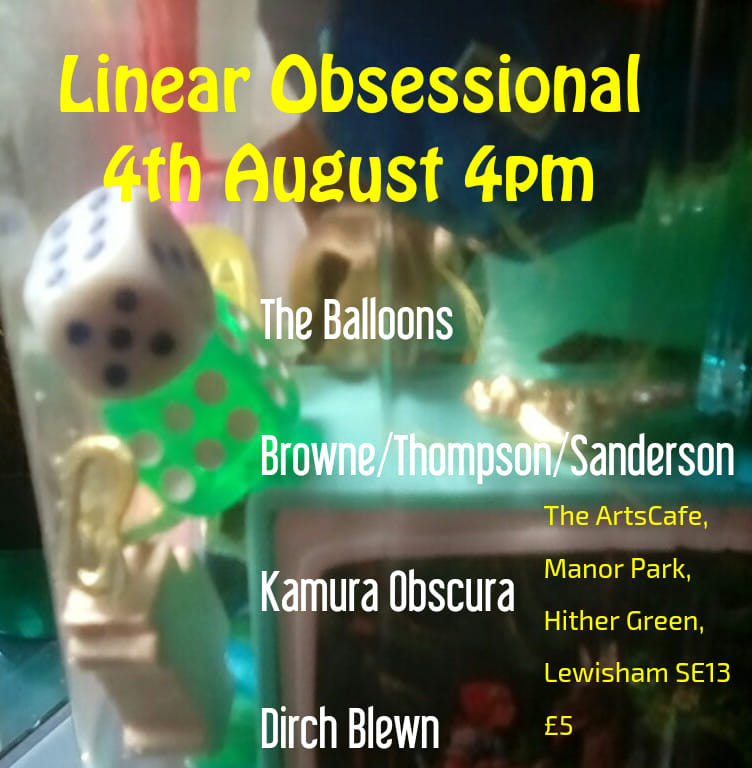 Linear Obsessional
4th August 4pm
The Balloons
Browne/Thompson/Sanderson
Kamura Obscura
Dirch Blewn
The ArtsCafe,
Manor Park,
Hither Green,
Lewisham SE13
£5